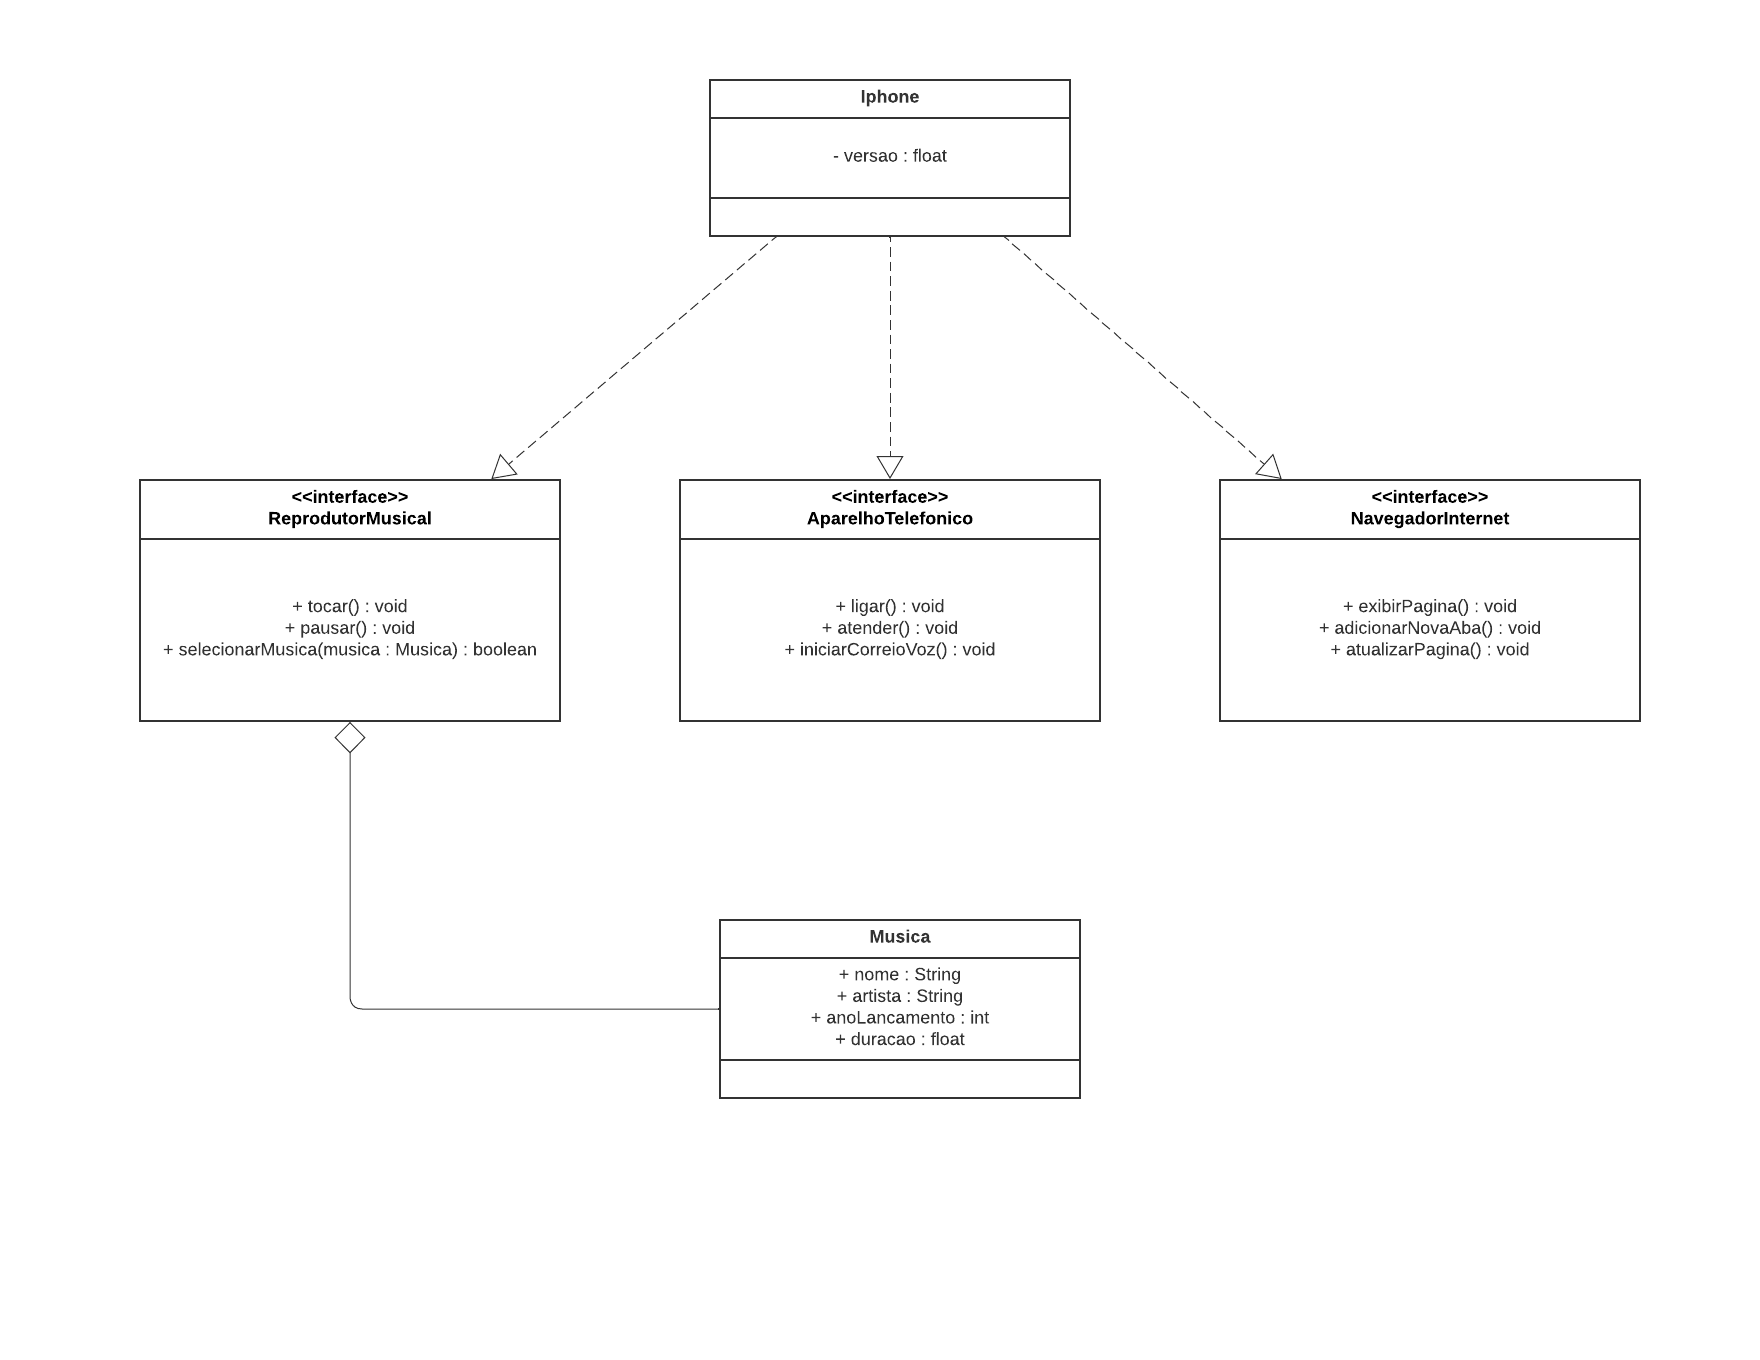 Iphone
- versao : float
<<interface>>
ReprodutorMusical
+ tocar() : void
+ pausar() : void
+ selecionarMusica(musica : Musica) : boolean
<<interface>>
AparelhoTelefonico
+ ligar() : void
+ atender() : void
+ iniciarCorreioVoz() : void
<<interface>>
NavegadorInternet
+ exibirPagina() : void
+ adicionarNovaAba() : void
+ atualizarPagina() : void
Musica
+ nome : String
+ artista : String
+ anoLancamento : int
+ duracao : float